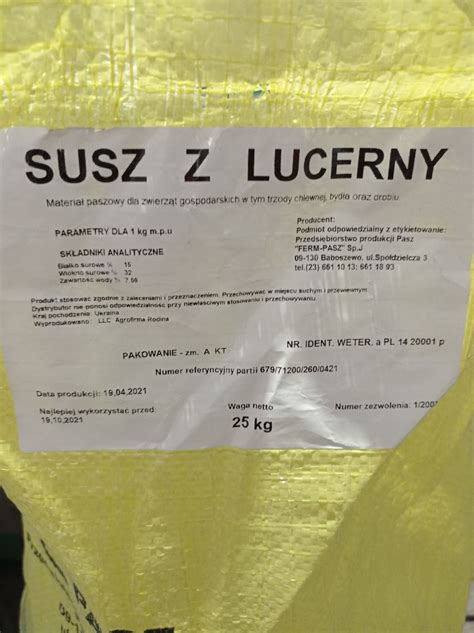 SUSZ Z LUCERNY
Materiał paszowy dla zwierząt gospodarskich w tym trzody chlewnej, bydła oraz drobiu.
PARAMETRY DLA 1 kg m.p.u
SKŁADNIKI ANALITYCZNE
Białko surowe % 15
Włókno surowe % 32
Zawartość wody % 7.66
Producent:
Podmiot odpowiedzialny z etykietowanie:
Przedsiębiorstwo produkcji Pasz
"FERM-PASZ" Sp.J
09-130 Baboszewo, ul.Spółdzielcza 3
tel.(23) 661 10 13; 661 18 93
Produkt stosować zgodnie z zaleceniami i przeznaczeniem. Przechowywać w miejscu suchym i przewiewnym.
Dystrybutor nie ponosi odpowiedzialność przy niewłaściwym stosowaniu i przechowywaniu.
Kraj pochodzenia: Ukraina
Wyprodukowano: LLC Agrofirma Rodina
PAKOWANIE - zm. A KT
NR. IDENT. WETER. a PL 14 20001 p
Numer referencyjny partii 679/71200/260/0421
Data produkcji: 19.04.2021
Najlepiej wykorzystać przed:
19.10.2021
Waga netto
25 kg
Numer zezwolenia: 1/200